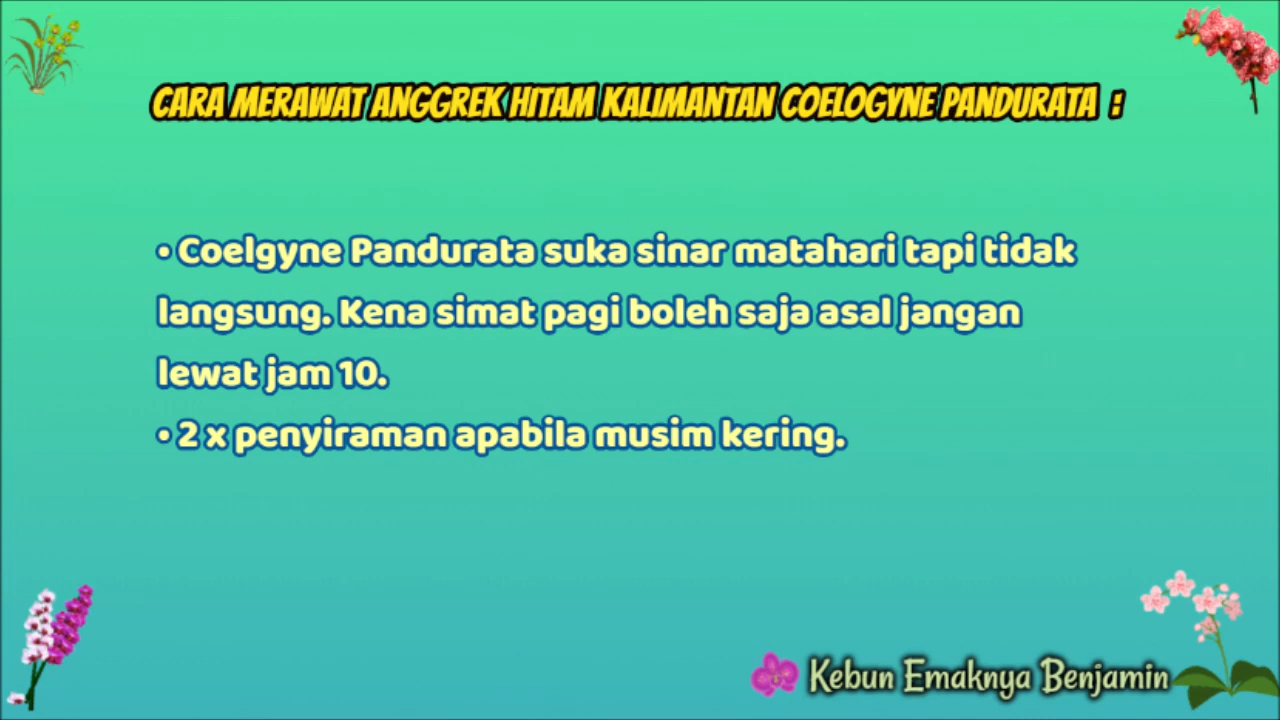 CARA MERAWAT ANGGREK HITAM KALIMANTAN COELOGYNE PANDURATA :
• Coelgyne Pandurata suka sinar matahari tapi tidak
langsung. Kena simat pagi boleh saja asal jangan
lewat jam 10.
• 2 x penyiraman apabila musim kering.
Kebun Emaknya Benjamin